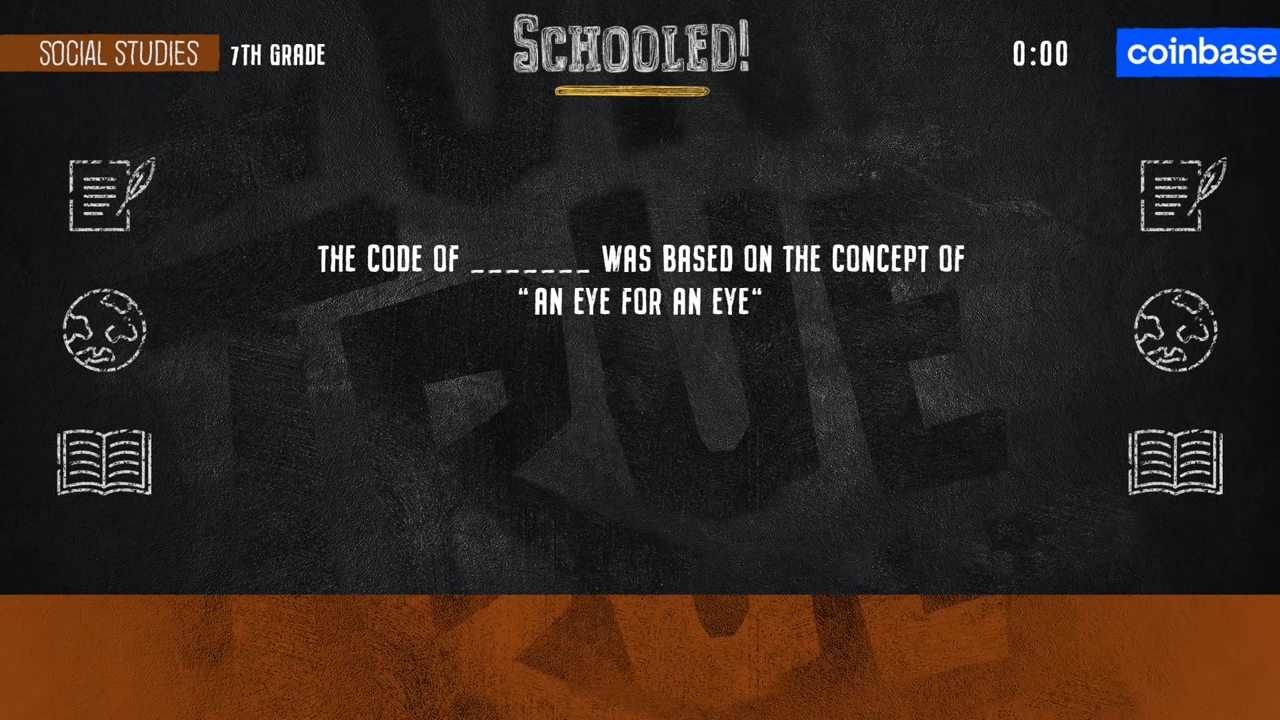 SOCIAL STUDIES 7TH GRADE
SCHOOLED!
0:00
coinbase
THE CODE OF _______ WAS BASED ON THE CONCEPT OF
“AN EYE FOR AN EYE“
TRUE